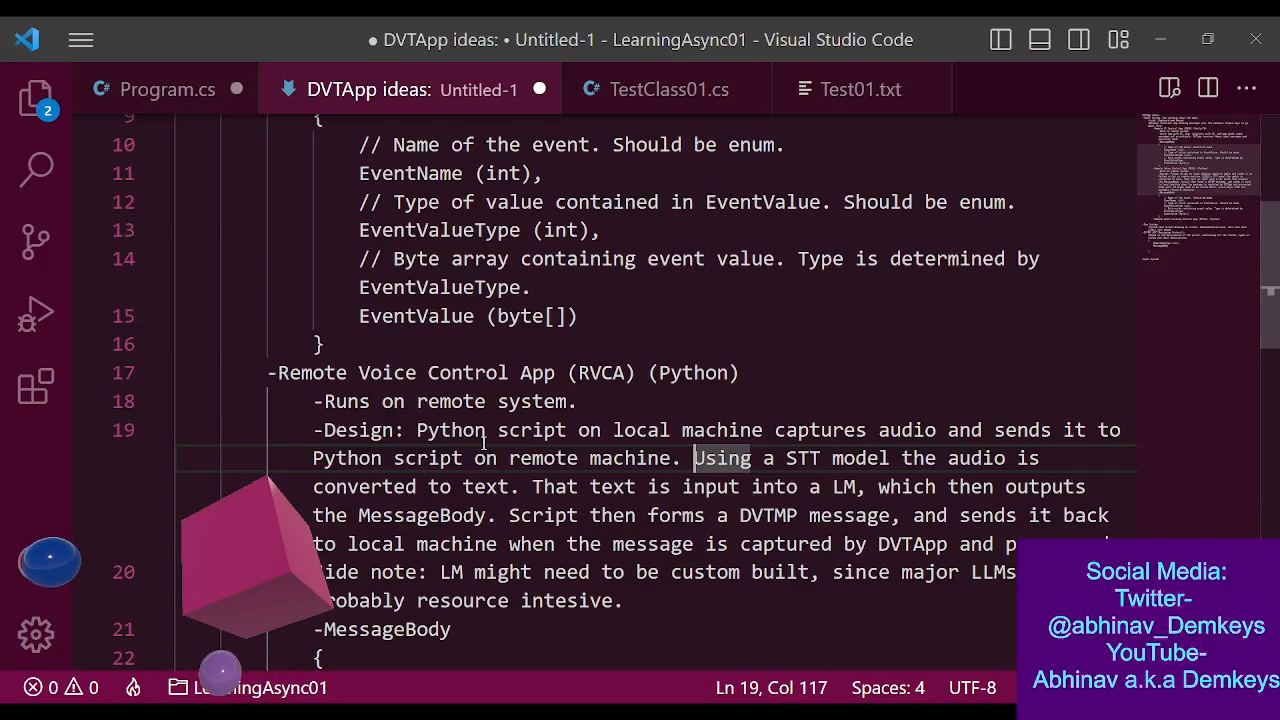 ● DVTApp ideas: • Untitled-1 - LearningAsync01 - Visual Studio Code
Program.cs
DVTApp ideas: Untitled-1
TestClass01.cs
Test01.txt
2
9 {
10 // Name of the event. Should be enum.
11 EventName (int),
12 // Type of value contained in EventValue. Should be enum.
13 EventValueType (int),
14 // Byte array containing event value. Type is determined by
EventValueType.
15 EventValue (byte[])
16 }
17 -Remote Voice Control App (RVCA) (Python)
18 -Runs on remote system.
19 -Design: Python script on local machine captures audio and sends it to
Python script on remote machine. Using a STT model the audio is
converted to text. That text is input into a LM, which then outputs
the MessageBody. Script then forms a DVTMP message, and sends it back
to local machine when the message is captured by DVTApp and
20 ide note: LM might need to be custom built, since major LLMs
robably resource intesive.
21 -MessageBody
22 {
Social Media:
Twitter-
@abhinav_Demkeys
YouTube-
Abhinav a.k.a Demkeys
0 0 LearningAsync01 Ln 19, Col 117 Spaces: 4 UTF-8